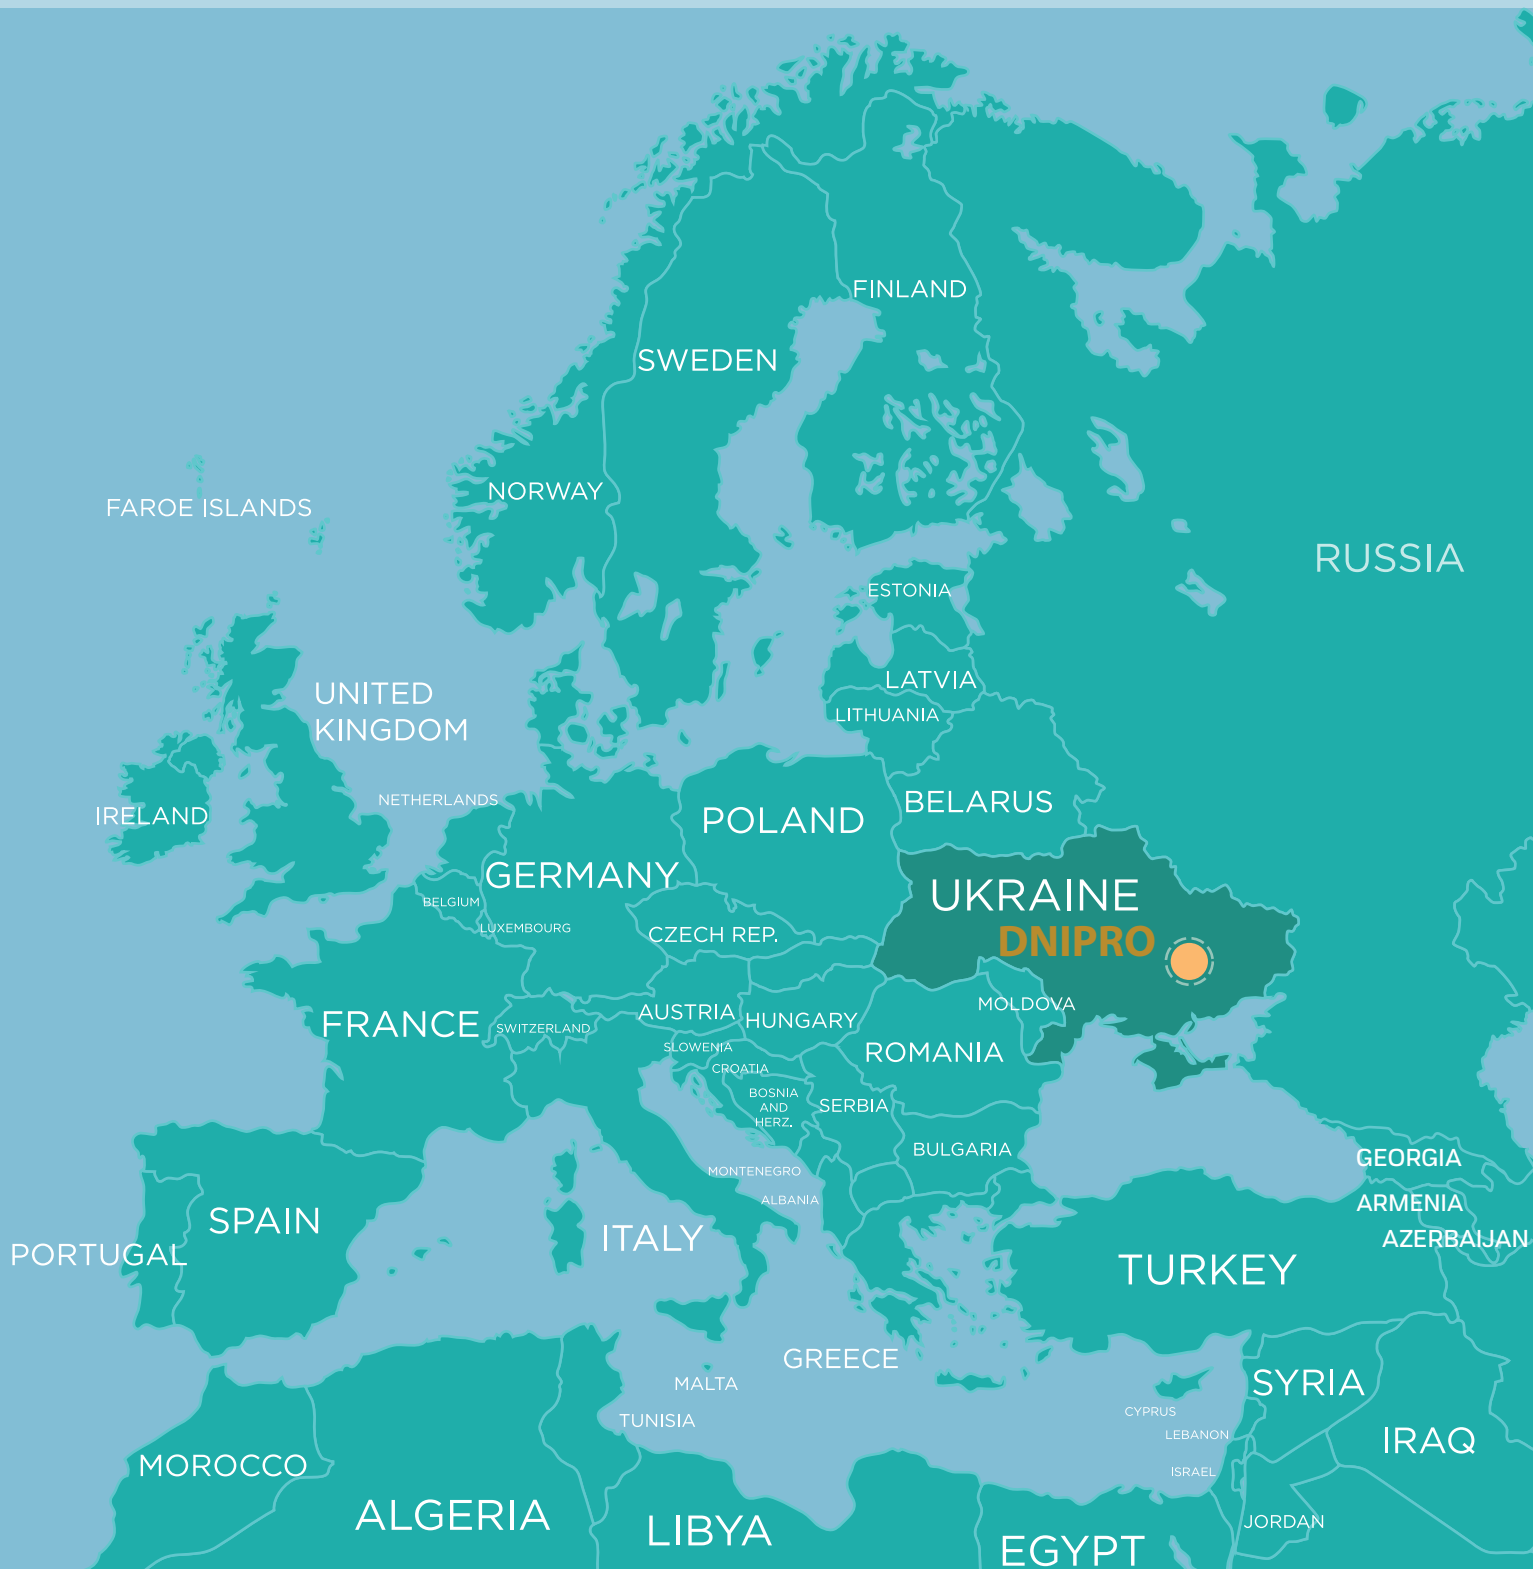 FINLAND
SWEDEN
NORWAY
FAROE ISLANDS
RUSSIA
ESTONIA
LATVIA
LITHUANIA
UNITED
KINGDOM
IRELAND
NETHERLANDS
POLAND
BELARUS
GERMANY
UKRAINE
BELGIUM
LUXEMBOURG
CZECH REP.
DNIPRO
MOLDOVA
AUSTRIA
HUNGARY
FRANCE
SWITZERLAND
SLOWENIA
ROMANIA
CROATIA
BOSNIA
AND
HERZ.
SERBIA
BULGARIA
GEORGIA
MONTENEGRO
ALBANIA
ARMENIA
SPAIN
ITALY
AZERBAIJAN
PORTUGAL
TURKEY
GREECE
MALTA
SYRIA
CYPRUS
TUNISIA
LEBANON
IRAQ
MOROCCO
ISRAEL
ALGERIA
LIBYA
JORDAN
EGYPT